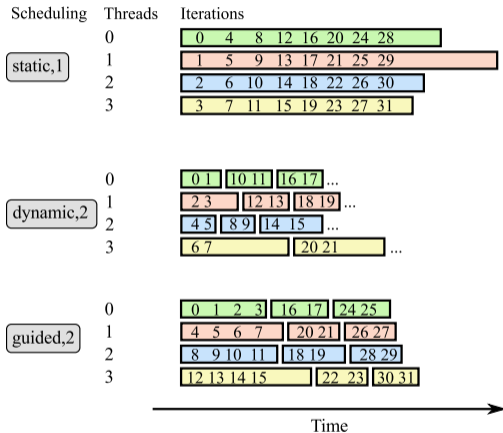 Scheduling Threads Iterations
0 0 4 8 12 16 20 24 28
static,1
1 1 5 9 13 17 21 25 29
2 2 6 10 14 18 22 26 30
3 3 7 11 15 19 23 27 31
0 0 1 10 11 16 17 ...
1 2 3 12 13 18 19 ...
dynamic,2
2 4 5 8 9 14 15 ...
3 6 7 20 21 ...
0 0 1 2 3 16 17 24 25
1 4 5 6 7 20 21 26 27
guided,2
2 8 9 10 11 18 19 28 29
3 12 13 14 15 22 23 30 31
Time